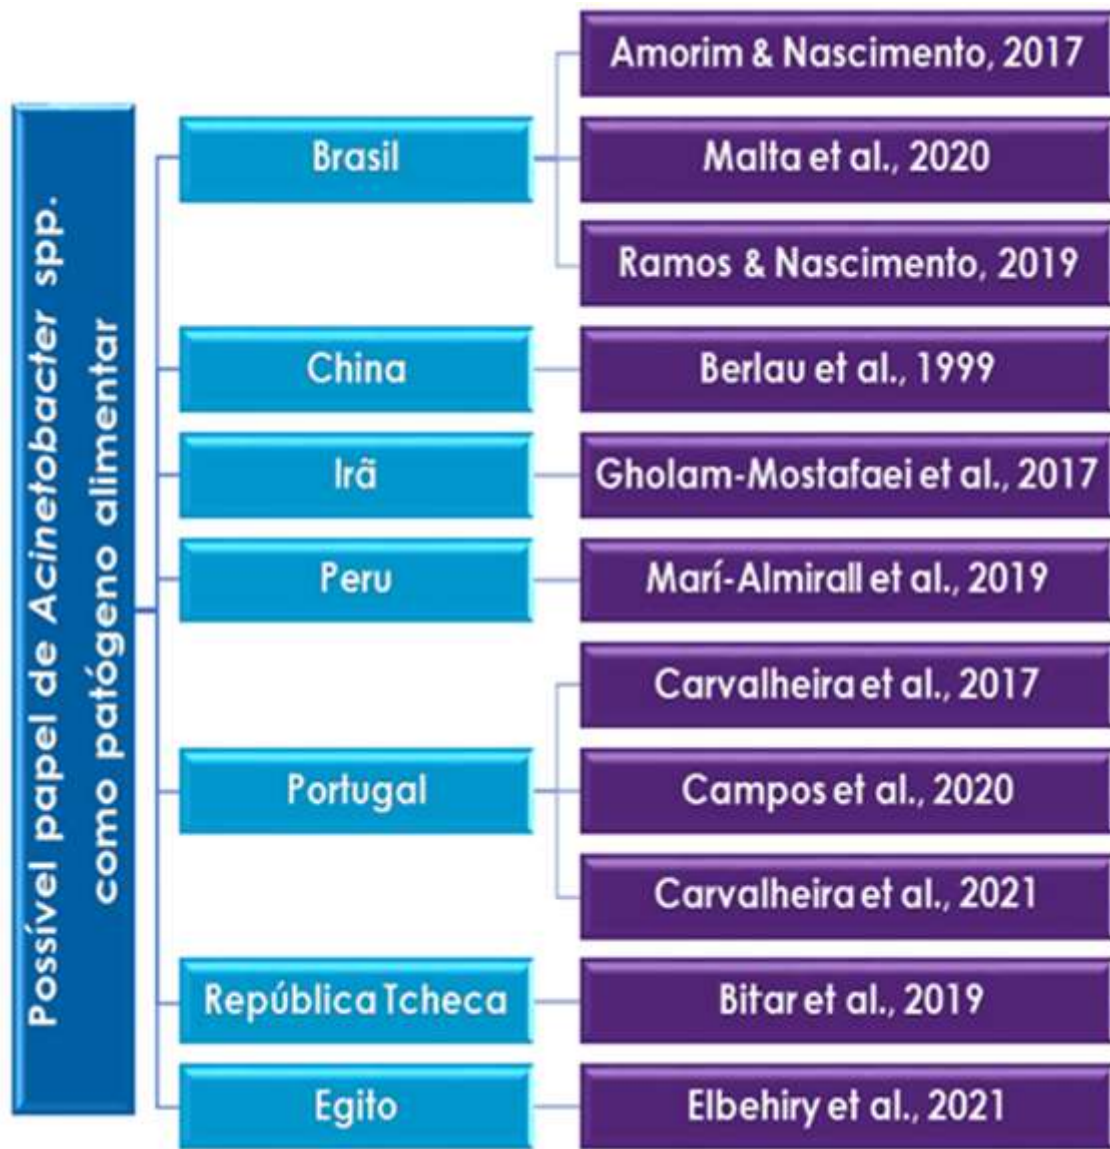 Possível papel de Acinetobacter spp.
como patógeno alimentar
Brasil
Amorim & Nascimento, 2017
Malta et al., 2020
Ramos & Nascimento, 2019
China
Berlau et al., 1999
Irã
Gholam-Mostafaei et al., 2017
Peru
Marí-Almirall et al., 2019
Portugal
Carvalheira et al., 2017
Campos et al., 2020
Carvalheira et al., 2021
República Tcheca
Bitar et al., 2019
Egito
Elbehiry et al., 2021